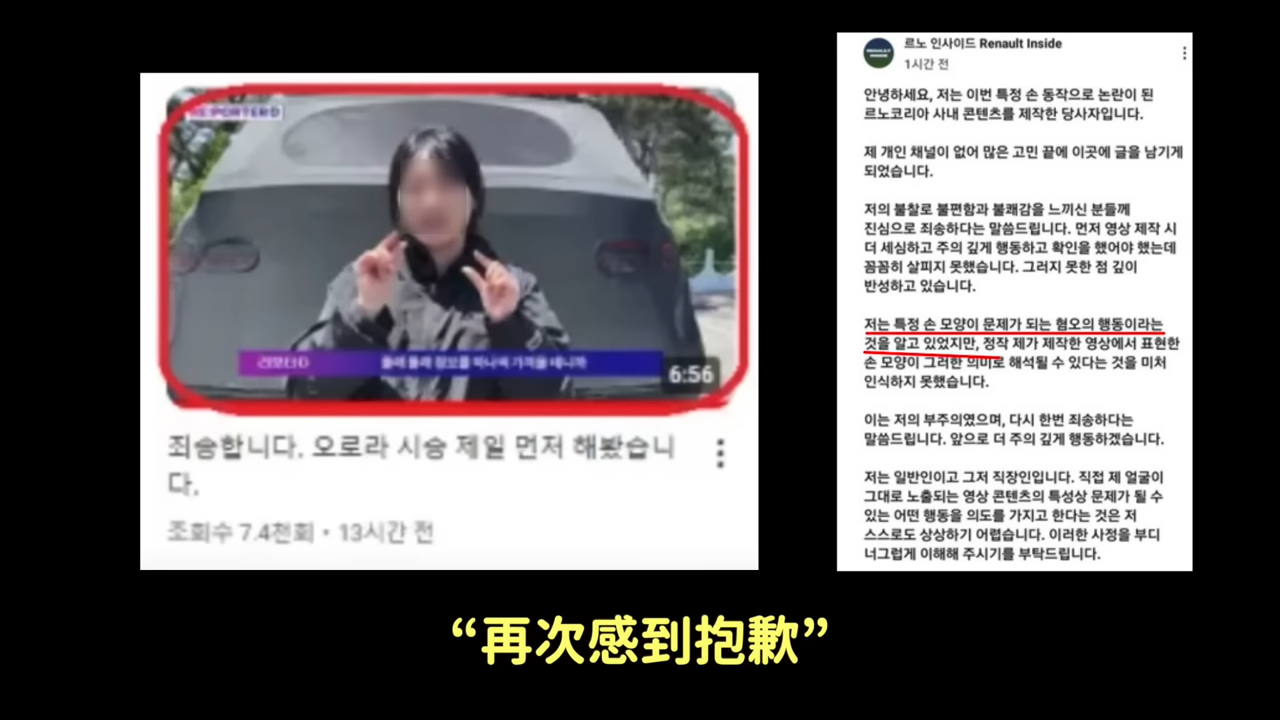 REPORTER D
리포터 D
6:56
죄송합니다. 오로라 시승 제일 먼저 해봤습니
다.
조회수 7.4천회 • 13시간 전
르노 인사이드 Renault Inside
1시간 전
안녕하세요, 저는 이번 특정 손 동작으로 논란이 된
르노코리아 사내 콘텐츠를 제작한 당사자입니다.
제 개인 채널이 없어 많은 고민 끝에 이곳에 글을 남기게
되었습니다.
저의 불찰로 불편함과 불쾌감을 느끼신 분들께
진심으로 죄송하다는 말씀드립니다. 먼저 영상 제작 시
더 세심하고 주의 깊게 행동하고 확인을 했어야 했는데
꼼꼼히 살피지 못했습니다. 그러지 못한 점 깊이
반성하고 있습니다.
저는 특정 손 모양이 문제가 되는 혐오의 행동이라는
것을 알고 있었지만, 정작 제가 제작한 영상에서 표현한
손 모양이 그러한 의미로 해석될 수 있다는 것을 미처
인식하지 못했습니다.
이는 저의 부주의였으며, 다시 한번 죄송하다는
말씀드립니다. 앞으로 더 주의 깊게 행동하겠습니다.
저는 일반인이고 그저 직장인입니다. 직접 제 얼굴이
그대로 노출되는 영상 콘텐츠의 특성상 문제가 될 수
있는 어떤 행동을 의도를 가지고 한다는 것은 저
스스로도 상상하기 어렵습니다. 이러한 사정을 부디
너그럽게 이해해 주시기를 부탁드립니다.
“再次感到抱歉”